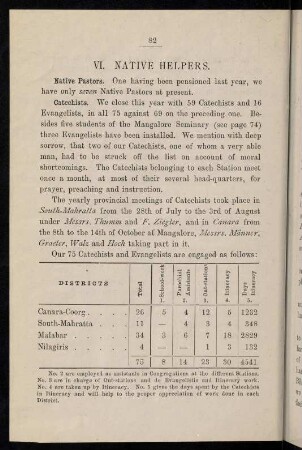 82
VI. NATIVE HELPERS.
Native Pastors. One having been pensioned last year, we
have only seven Native Pastors at present.
Catechists. We close this year with 59 Catechists and 16
Evangelists, in all 75 against 69 on the preceding one. Be-
sides five students of the Mangalore Seminary (see page 74)
three Evangelists have been installed. We mention with deep
sorrow, that two of our Catechists, one of whom a very able
man, had to be struck off the list on account of moral
shortcomings. The Catechists belonging to each Station meet
once a month, at most of their several head-quarters, for
prayer, preaching and instruction.
The yearly provincial meetings of Catechists took place in
South-Mahratta from the 28th of July to the 3rd of August
under Messrs. Thumm and F. Ziegler, and in Canara from
the 8th to the 14th of October at Mangalore, Messrs. Männer,
Graeter, Walz and Hoch taking part in it.
Our 75 Catechists and Evangelists are engaged as follows:
DISTRICTS Total School-work 1. Parochial Assistants 2. Out-stations 3. Itineracy 4. Days Itineracy 5.
Canara-Coorg 26 5 4 12 5 1232
South-Mahratta 11 — 4 3 4 348
Malabar 34 3 6 7 18 2829
Nilagiris 4 — — 1 3 132
75 8 14 23 30 4541
No. 2 are employed as assistants in Congregations at the different Stations.
No. 3 are in charge of Out-stations and do Evangelistic and Itineracy work.
No. 4 are taken up by Itineracy. No. 5 gives the days spent by the Catechists
in Itineracy and will help to the proper appreciation of work done in each
District.